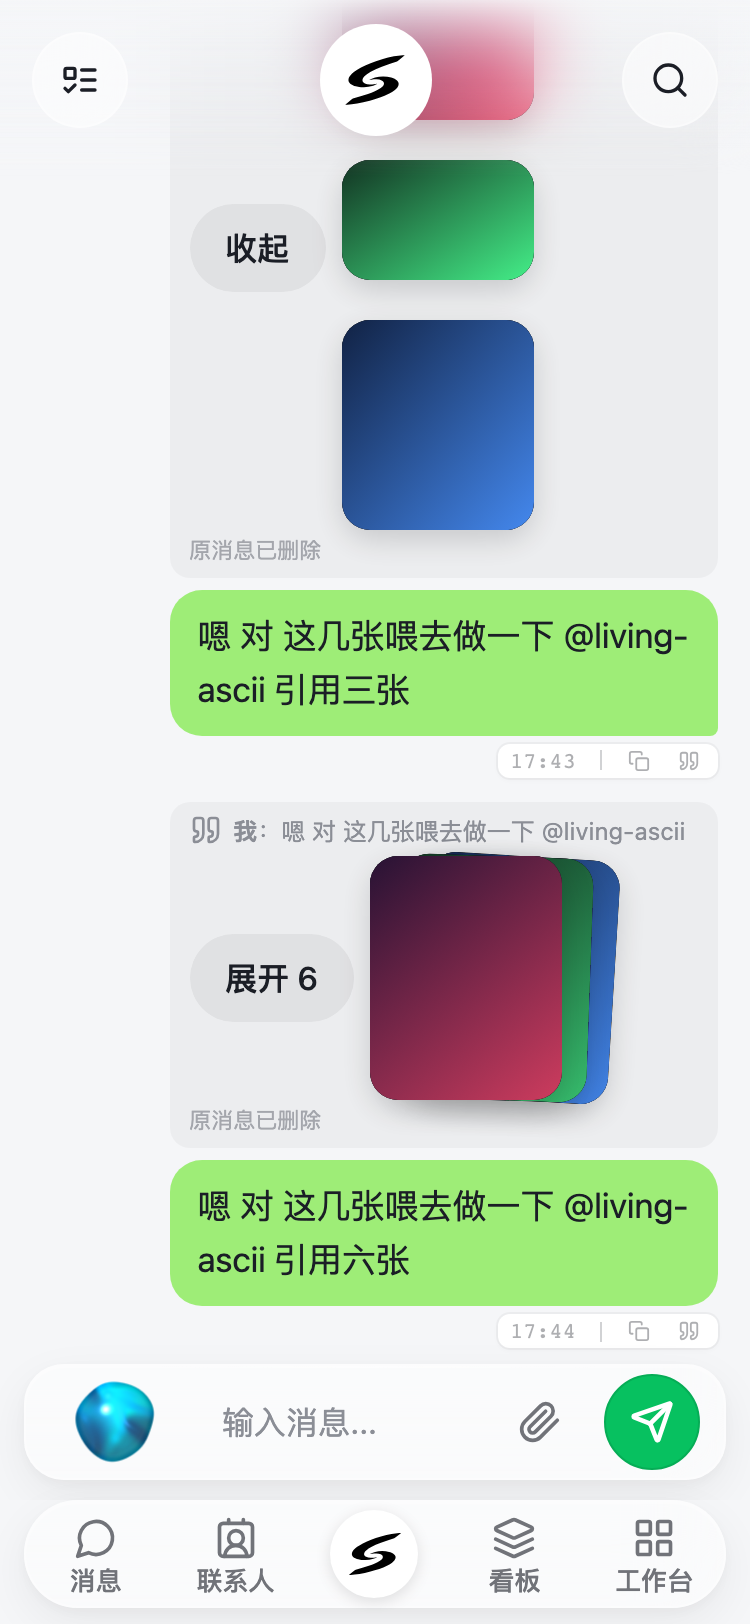 收起
原消息已删除
嗯 对 这几张喂去做一下 @living-
ascii 引用三张
17:43
我: 嗯 对 这几张喂去做一下 @living-ascii
展开 6
原消息已删除
嗯 对 这几张喂去做一下 @living-
ascii 引用六张
17:44
输入消息...
消息
联系人
看板
工作台